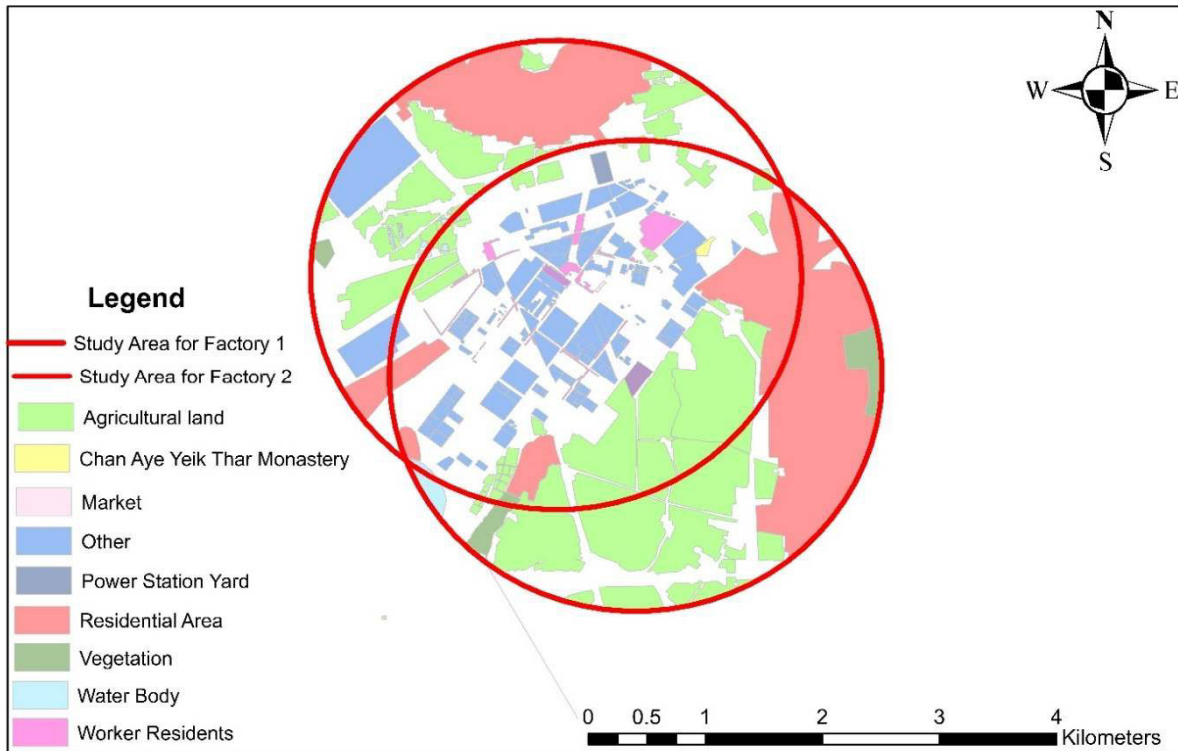 N
W E
S
Legend
Study Area for Factory 1
Study Area for Factory 2
Agricultural land
Chan Aye Yeik Thar Monastery
Market
Other
Power Station Yard
Residential Area
Vegetation
Water Body
Worker Residents
0 0.5 1 2 3 4
Kilometers